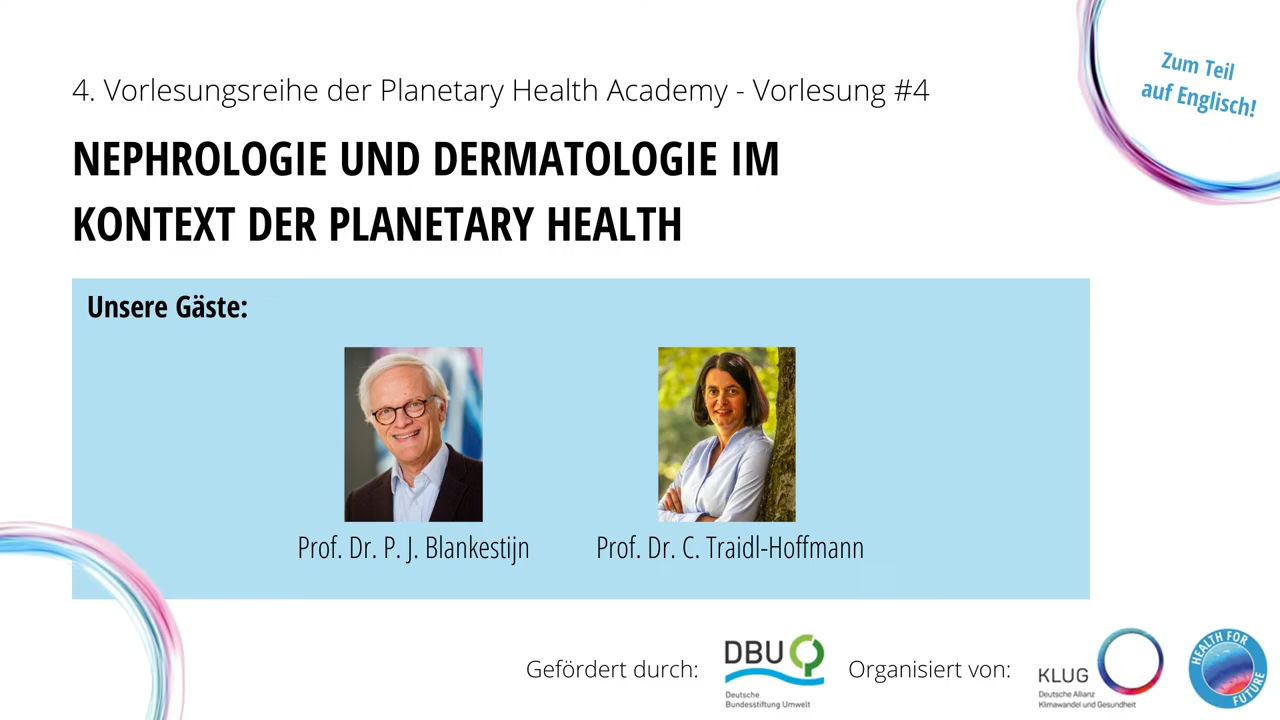 Zum Teil
auf Englisch!
4. Vorlesungsreihe der Planetary Health Academy - Vorlesung #4
NEPHROLOGIE UND DERMATOLOGIE IM
KONTEXT DER PLANETARY HEALTH
Unsere Gäste:
Prof. Dr. P. J. Blankestijn
Prof. Dr. C. Traidl-Hoffmann
Gefördert durch:
DBU
Deutsche
Bundesstiftung Umwelt
Organisiert von:
KLUG
Deutsche Allianz
Klimawandel und Gesundheit
HEALTH FOR
FUTURE